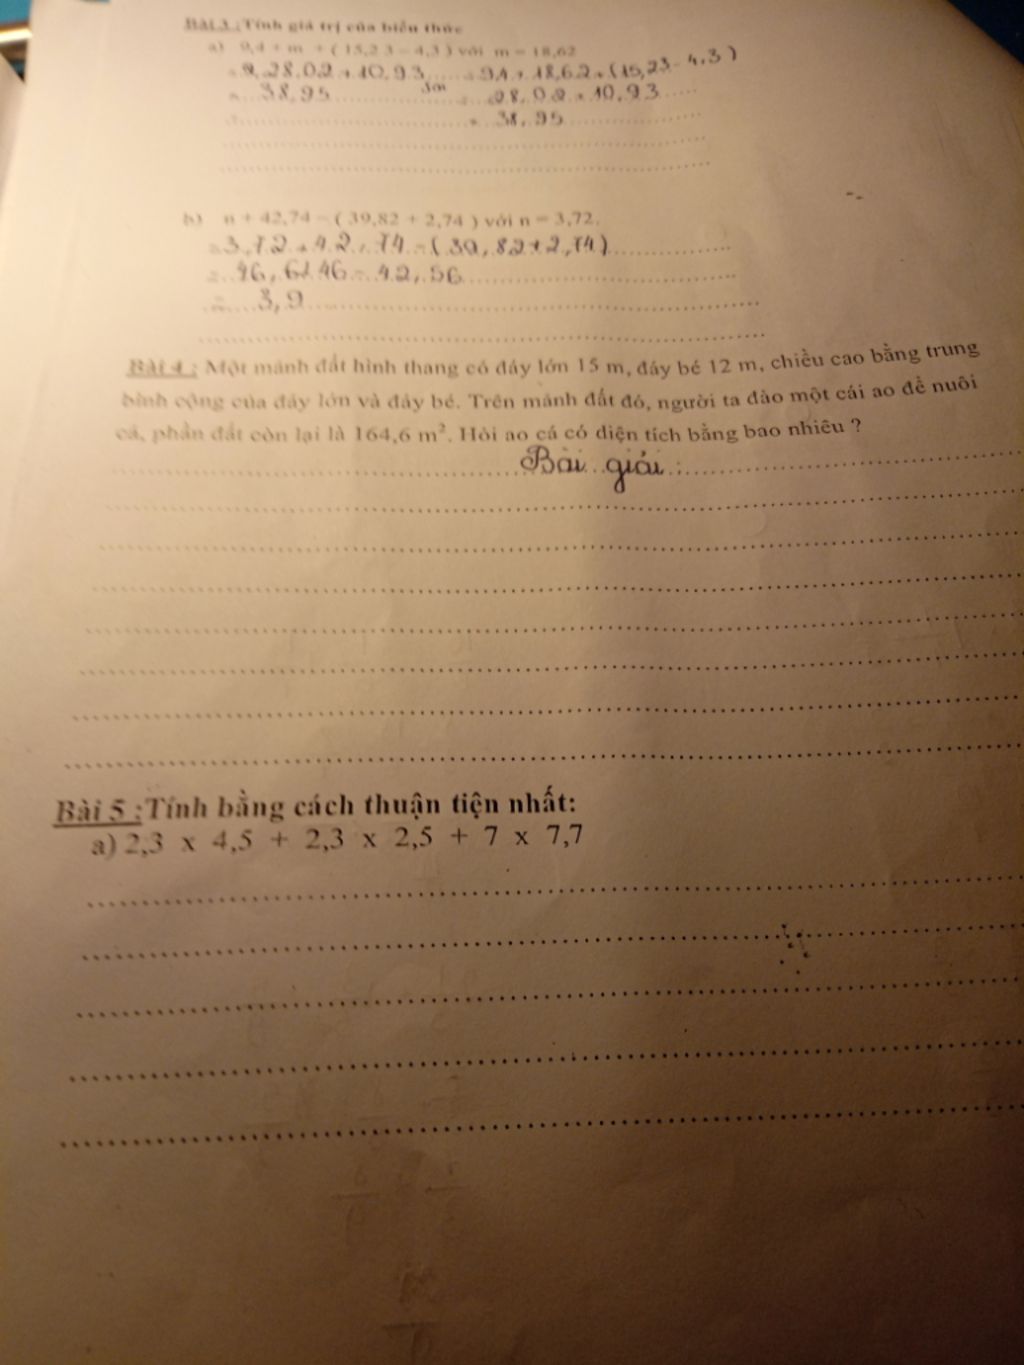 Bài 3 : Tính giá trị của biểu thức
a) 9,4 + m + ( 15,23 – 4,3 ) với m = 18,62
28,02 + 10,93 = 9,4 + 18,62 + (15,23 - 4,3)
= 38,95 = 28,02 + 10,93
= 38,95
b) n + 42,74 – ( 39,82 + 2,74 ) với n = 3,72.
= 3,72 + 42,74 - (39,82 + 2,74)
= 46,46 - 42,56
= 3,9
Bài 4 : Một mảnh đất hình thang có đáy lớn 15 m, đáy bé 12 m, chiều cao bằng trung
bình cộng của đáy lớn và đáy bé. Trên mảnh đất đó, người ta đào một cái ao để nuôi
cá, phần đất còn lại là 164,6 m². Hỏi ao cá có diện tích bằng bao nhiêu ?
Bài giải :
Bài 5 :Tính bằng cách thuận tiện nhất:
a) 2,3 x 4,5 + 2,3 x 2,5 + 7 x 7,7